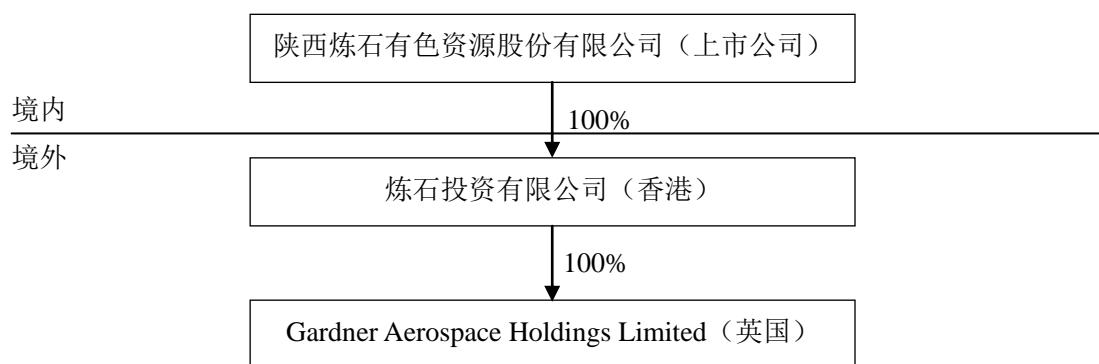 陕西炼石有色资源股份有限公司（上市公司）
境内
100%
境外
炼石投资有限公司（香港）
100%
Gardner Aerospace Holdings Limited（英国）